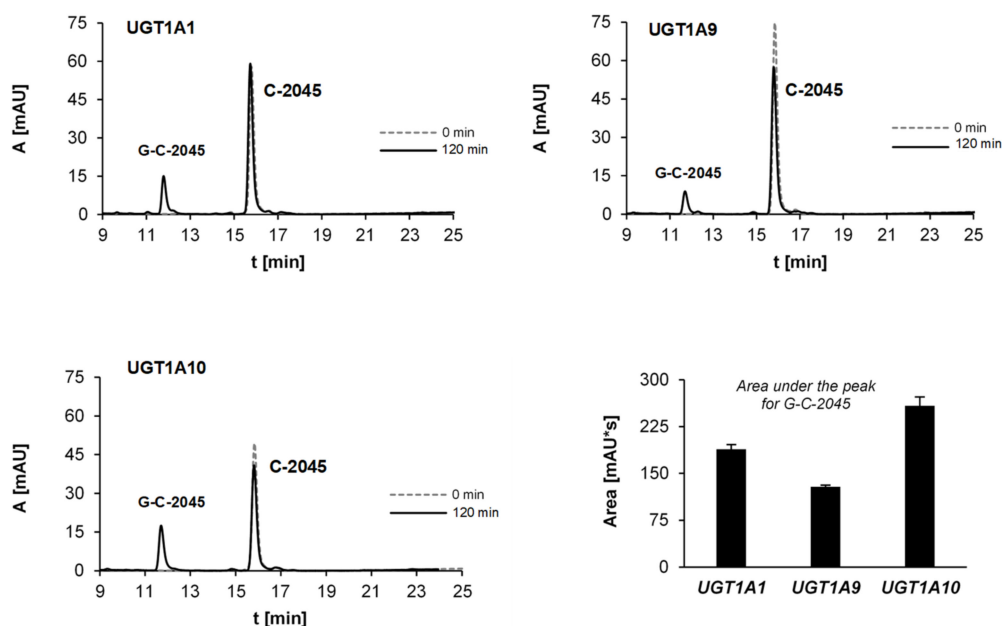 UGT1A1
75
60
45
30
15
0
A [mAU]
C-2045
G-C-2045
0 min
120 min
9 11 13 15 17 19 21 23 25
t [min]
UGT1A9
75
60
45
30
15
0
A [mAU]
C-2045
G-C-2045
0 min
120 min
9 11 13 15 17 19 21 23 25
t [min]
UGT1A10
75
60
45
30
15
0
A [mAU]
C-2045
G-C-2045
0 min
120 min
9 11 13 15 17 19 21 23 25
t [min]
300
225
150
75
0
Area [mAU*s]
Area under the peak
for G-C-2045
UGT1A1 UGT1A9 UGT1A10